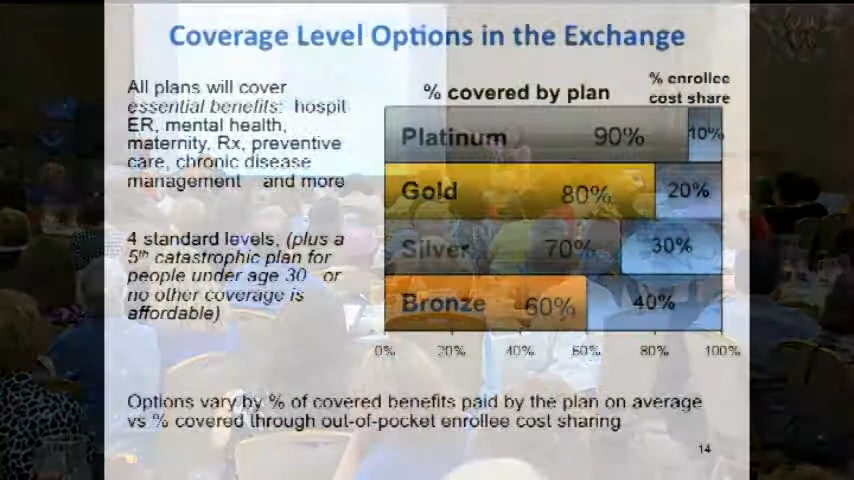 Coverage Level Options in the Exchange
All plans will cover
essential benefits: hospit
ER, mental health,
maternity, Rx, preventive
care, chronic disease
management and more
4 standard levels, (plus a
5th catastrophic plan for
people under age 30 or
no other coverage is
affordable)
% covered by plan
% enrollee
cost share
Platinum 90% 10%
Gold 80% 20%
Silver 70% 30%
Bronze 60% 40%
0% 20% 40% 60% 80% 100%
Options vary by % of covered benefits paid by the plan on average
vs % covered through out-of-pocket enrollee cost sharing
14